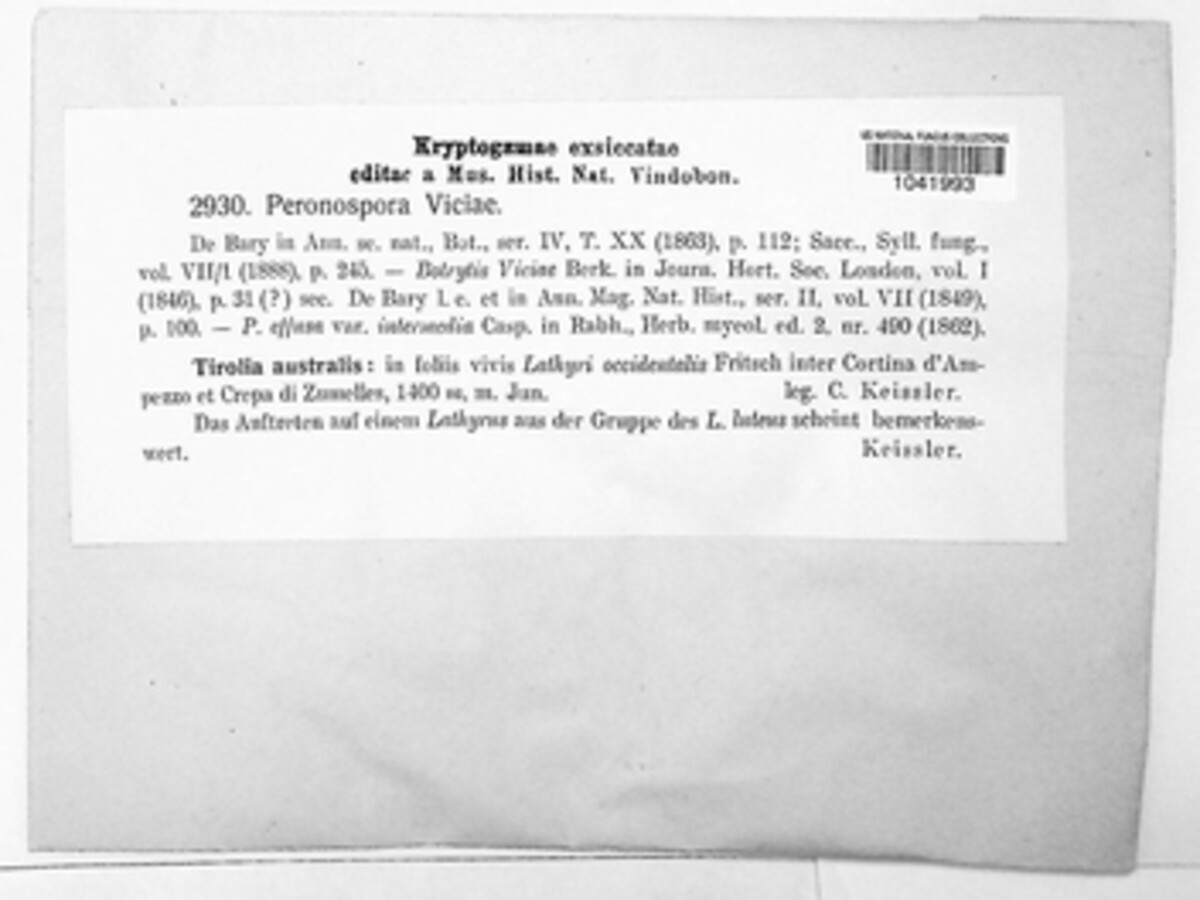 Kryptogamae exsiccatae
editae a Mus. Hist. Nat. Vindobon.
US NATIONAL FUNGUS COLLECTIONS
1041993
2930. Peronospora Viciae.
De Bary in Ann. sc. nat., Bot., ser. IV, T. XX (1863), p. 112; Sacc., Syll. fung.,
vol. VII/1 (1888), p. 245. — Botrytis Viciae Berk. in Journ. Hort. Soc. London, vol. I
(1846), p. 31 (?) sec. De Bary l. c. et in Ann. Mag. Nat. Hist., ser. II, vol. VII (1849),
p. 100. — P. effusa var. intermedia Casp. in Rabh., Herb. mycol. ed. 2, nr. 490 (1862).
Tirolia australis: in foliis vivis Lathyri occidentalis Fritsch inter Cortina d'Am-
pezzo et Crepa di Zumelles, 1400 m, m. Jun. leg. C. Keissler.
Das Auftreten auf einem Lathyrus aus der Gruppe des L. luteus scheint bemerkens-
wert. Keissler.